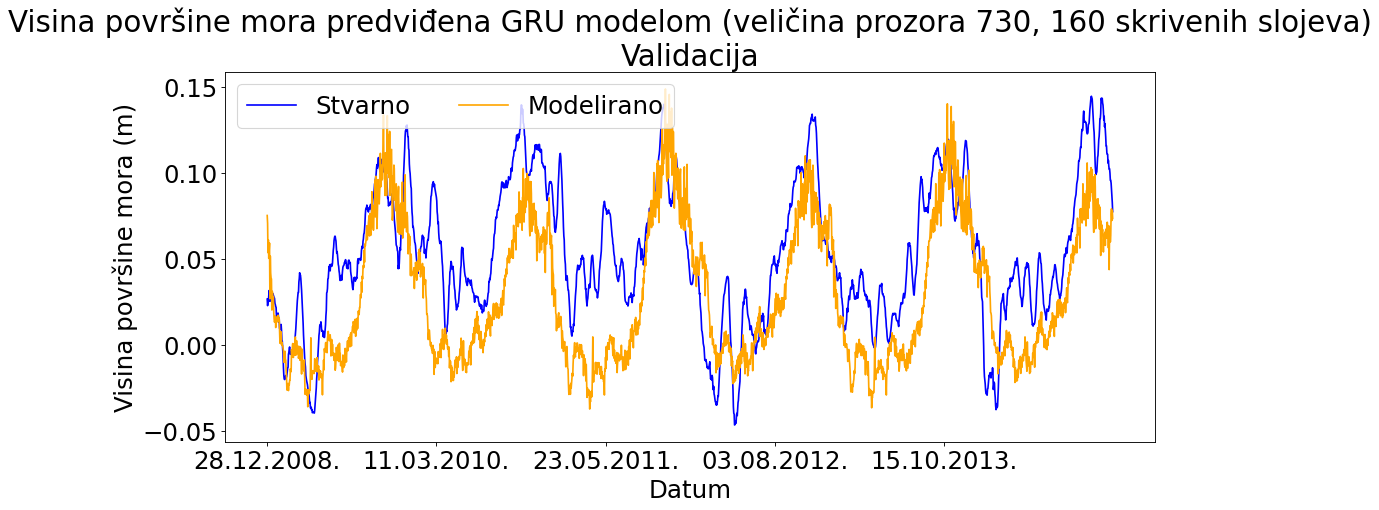 Visina površine mora predviđena GRU modelom (veličina prozora 730, 160 skrivenih slojeva)
Validacija
Stvarno
Modelirano
Visina površine mora (m)
0.15
0.10
0.05
0.00
−0.05
28.12.2008.
11.03.2010.
23.05.2011.
03.08.2012.
15.10.2013.
Datum